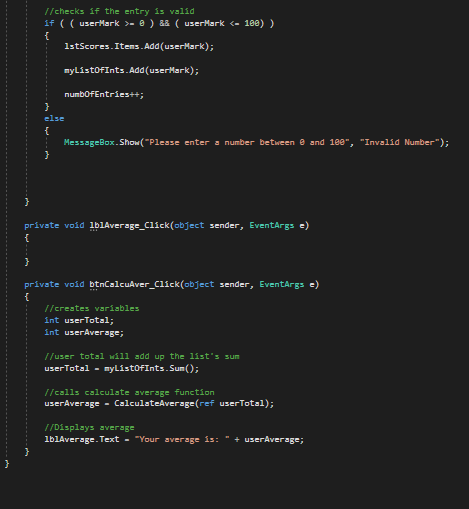 //checks if the entry is valid
if ( ( userMark >= 0 ) && ( userMark <= 100) )
{
lstScores.Items.Add(userMark);
myListOfInts.Add(userMark);
numbOfEntries++;
}
else
{
MessageBox.Show("Please enter a number between 0 and 100", "Invalid Number");
}
}
private void lblAverage_Click(object sender, EventArgs e)
{
}
private void btnCalcuAver_Click(object sender, EventArgs e)
{
//creates variables
int userTotal;
int userAverage;
//user total will add up the list's sum
userTotal = myListOfInts.Sum();
//calls calculate average function
userAverage = CalculateAverage(ref userTotal);
//Displays average
lblAverage.Text = "Your average is: " + userAverage;
}
}